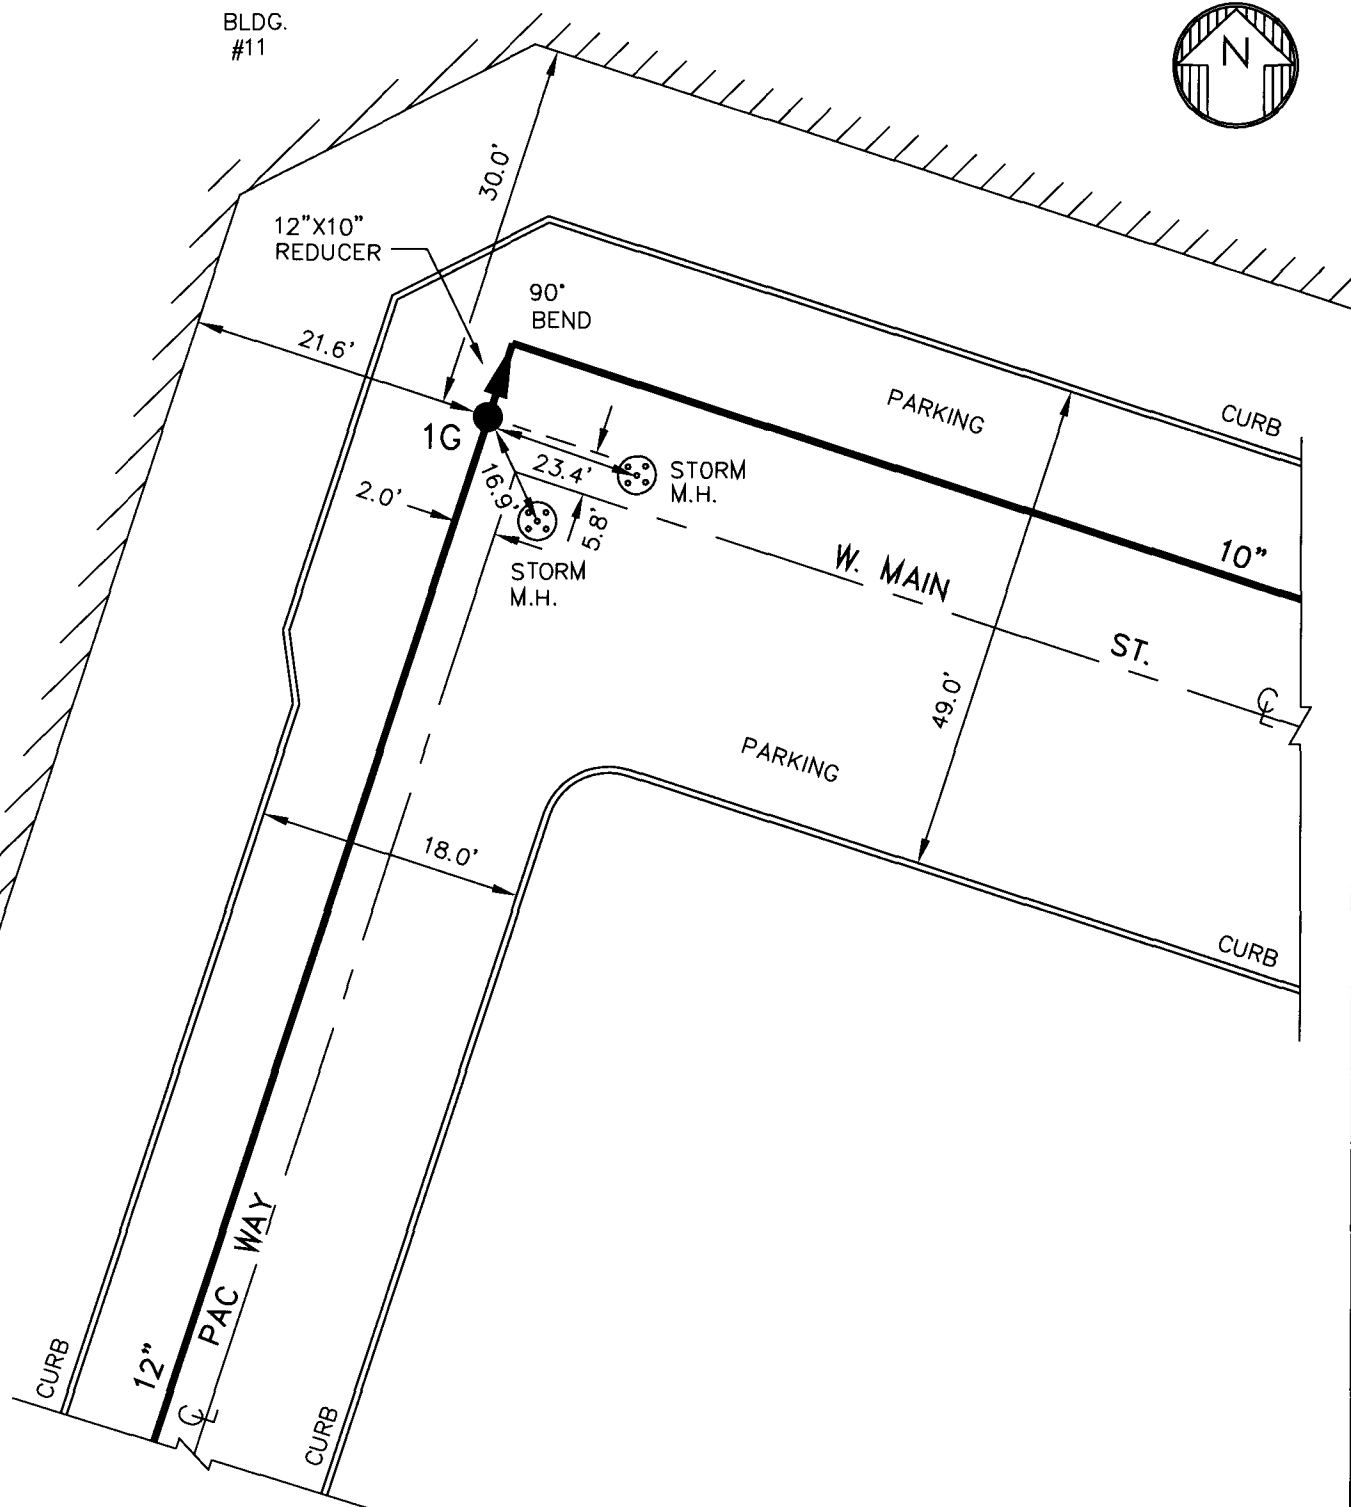 BLDG.
#11
N
30.0'
12"X10"
REDUCER
90°
BEND
21.6'
PARKING
CURB
1G
23.4'
STORM
M.H.
16.9'
2.0'
5.8'
STORM
M.H.
10"
W. MAIN
ST.
49.0'
℄
PARKING
18.0'
CURB
PAC WAY
12"
CURB
℄
CURB